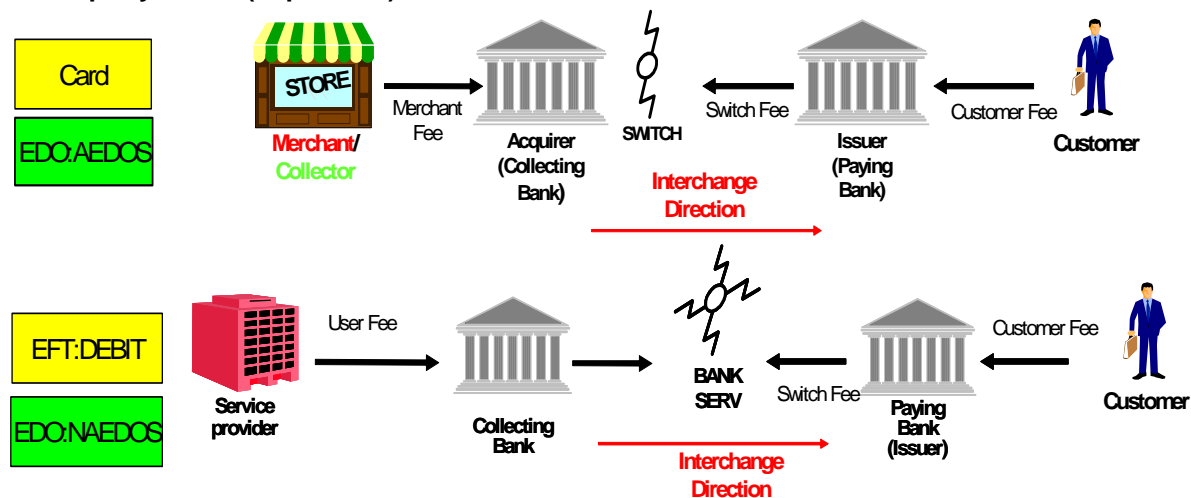 Card
EDO:AEDOS
STORE
Merchant/
Collector
Merchant
Fee
Acquirer
(Collecting
Bank)
SWITCH
Switch Fee
Issuer
(Paying
Bank)
Customer Fee
Customer
Interchange
Direction
EFT:DEBIT
EDO:NAEDOS
Service
provider
User Fee
Collecting
Bank
BANK
SERV
Switch Fee
Paying
Bank
(Issuer)
Customer Fee
Customer
Interchange
Direction